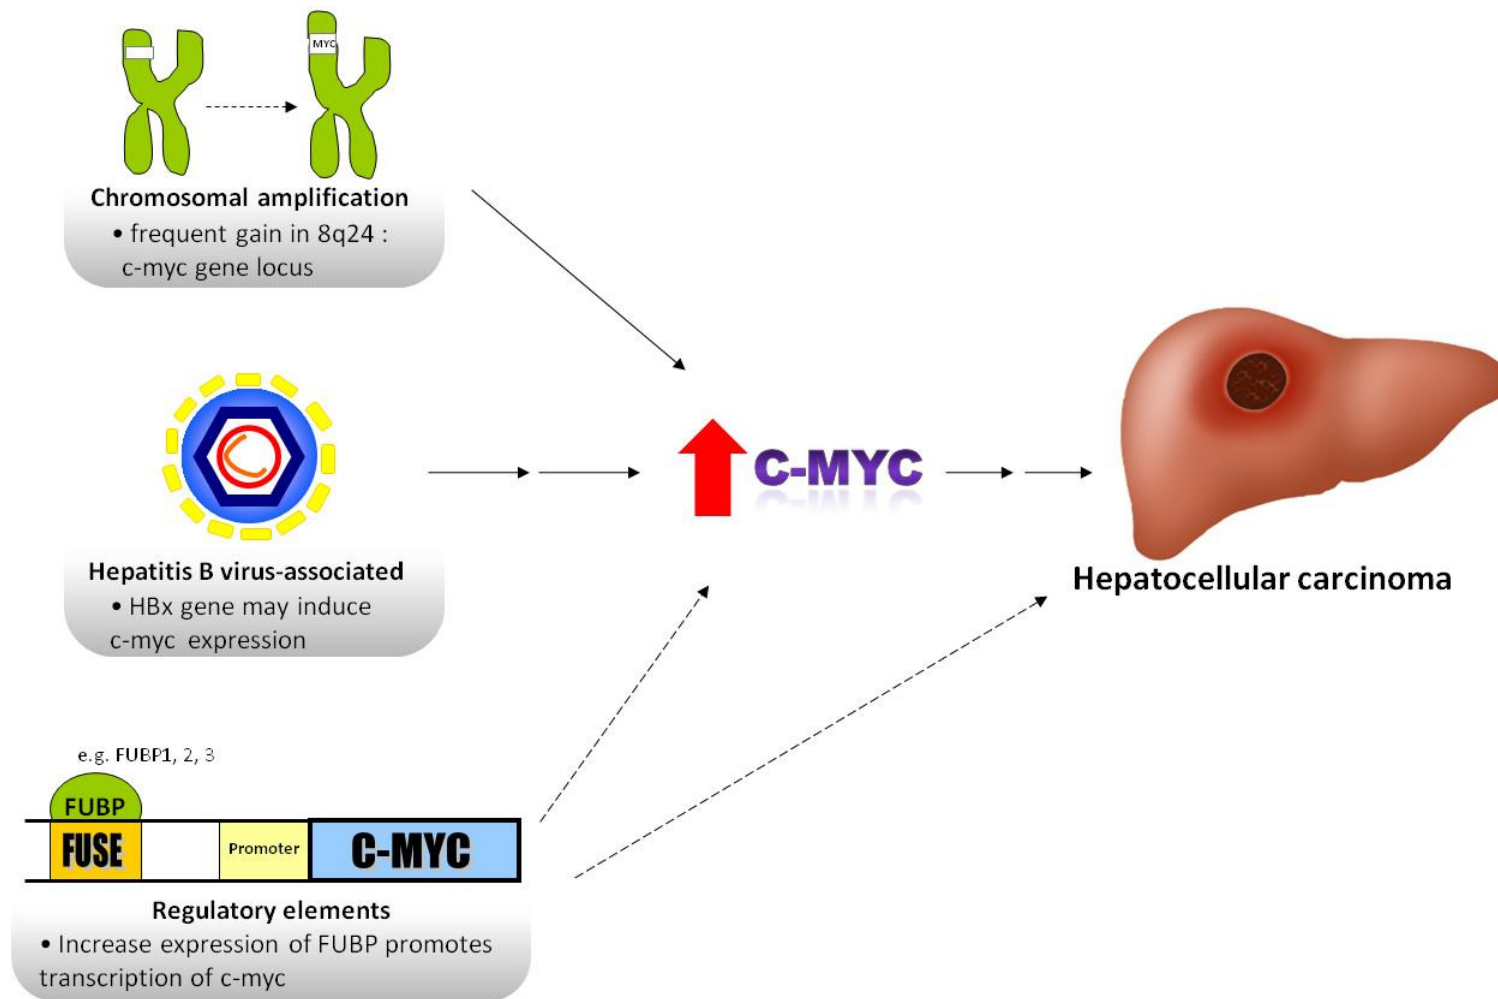 MYC
Chromosomal amplification
• frequent gain in 8q24 :
c-myc gene locus
Hepatitis B virus-associated
• HBx gene may induce
c-myc expression
C-MYC
Hepatocellular carcinoma
e.g. FUBP1, 2, 3
FUBP
FUSE
Promoter
C-MYC
Regulatory elements
• Increase expression of FUBP promotes
transcription of c-myc